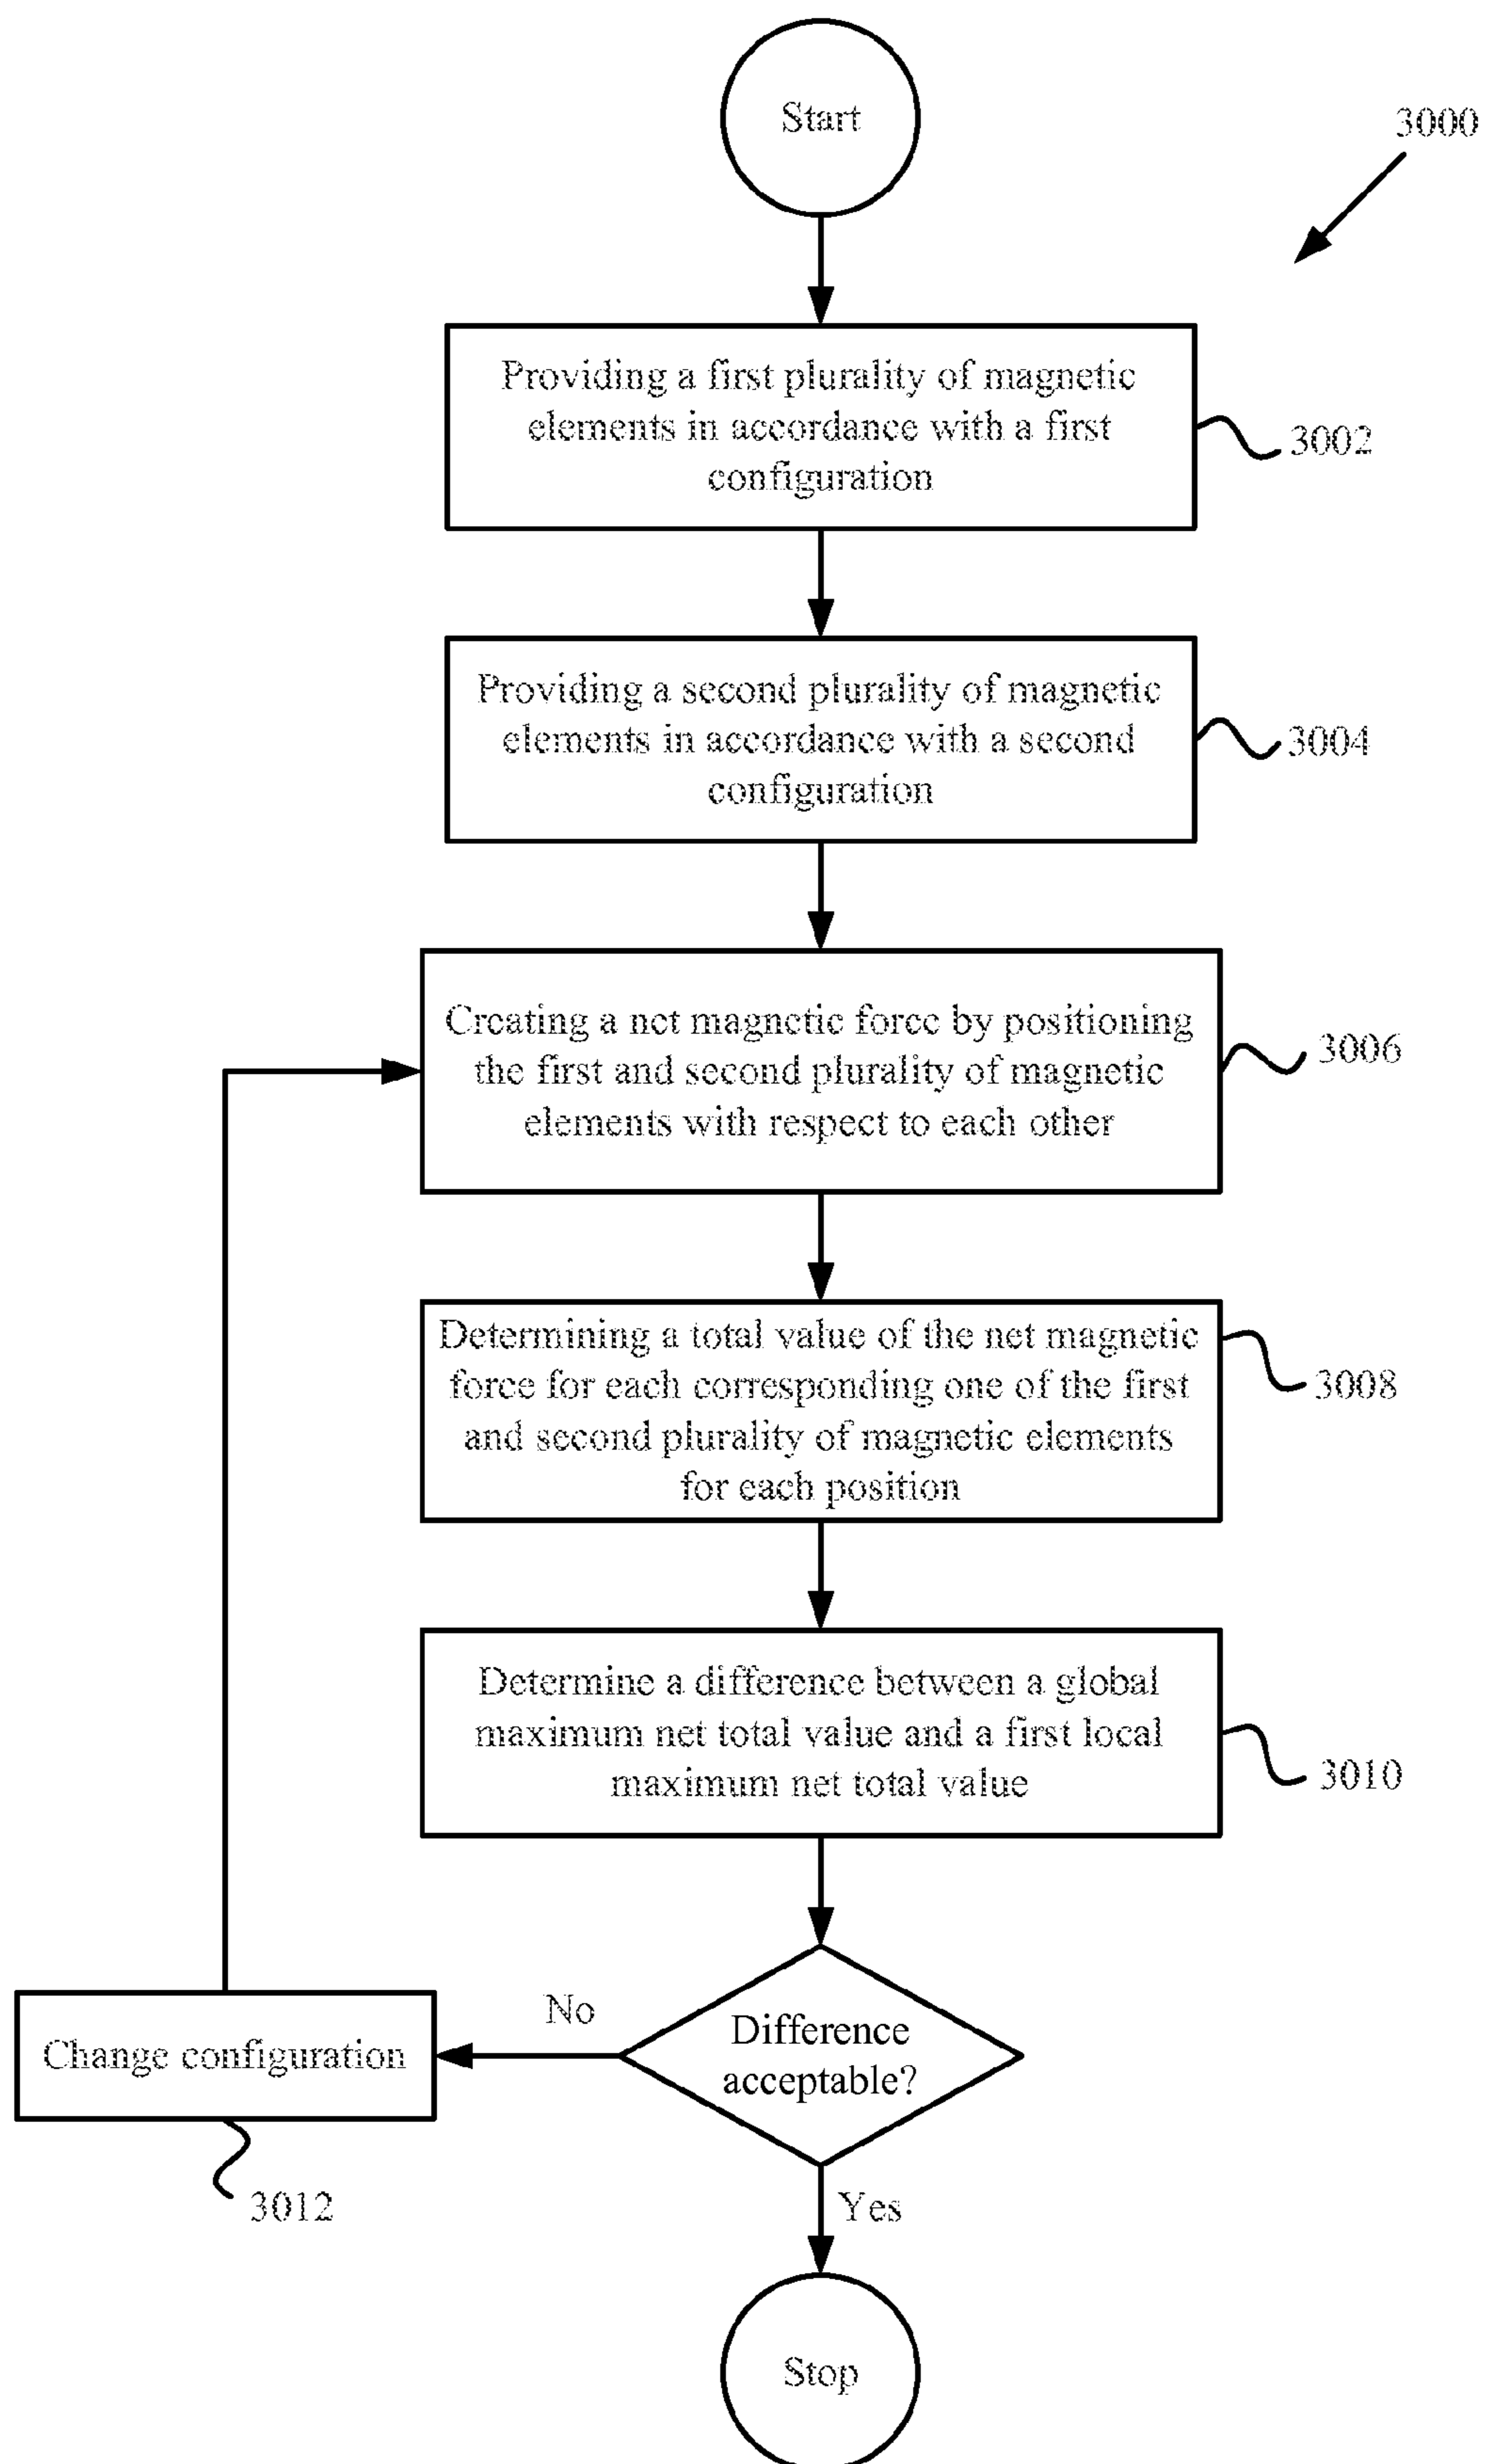 Start
3000
Providing a first plurality of magnetic
elements in accordance with a first
configuration
3002
Providing a second plurality of magnetic
elements in accordance with a second
configuration
3004
Creating a net magnetic force by positioning
the first and second plurality of magnetic
elements with respect to each other
3006
Determining a total value of the net magnetic
force for each corresponding one of the first
and second plurality of magnetic elements
for each position
3008
Determine a difference between a global
maximum net total value and a first local
maximum net total value
3010
Difference
acceptable?
No
Change configuration
3012
Yes
Stop